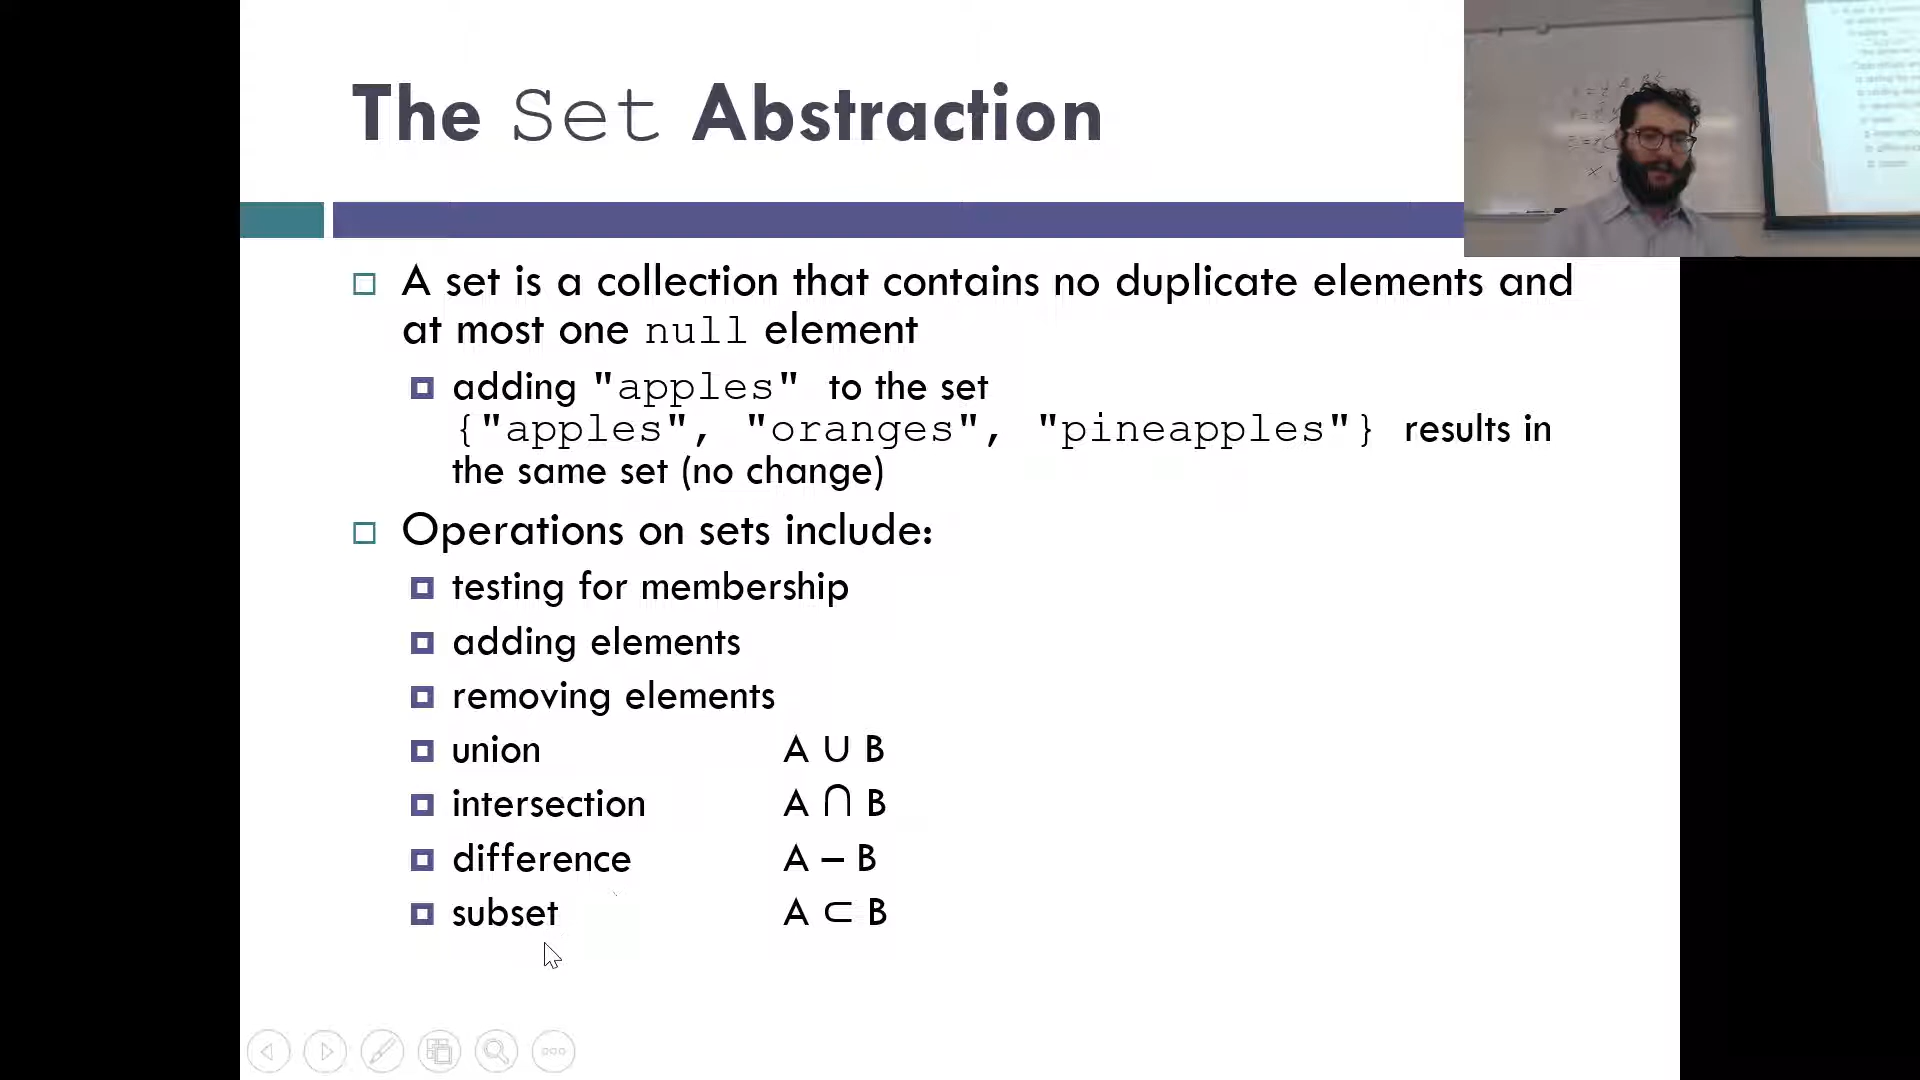 The Set Abstraction
A set is a collection that contains no duplicate elements and
at most one null element
adding "apples" to the set
{"apples", "oranges", "pineapples"} results in
the same set (no change)
Operations on sets include:
testing for membership
adding elements
removing elements
union A ∪ B
intersection A ∩ B
difference A – B
subset A ⊂ B